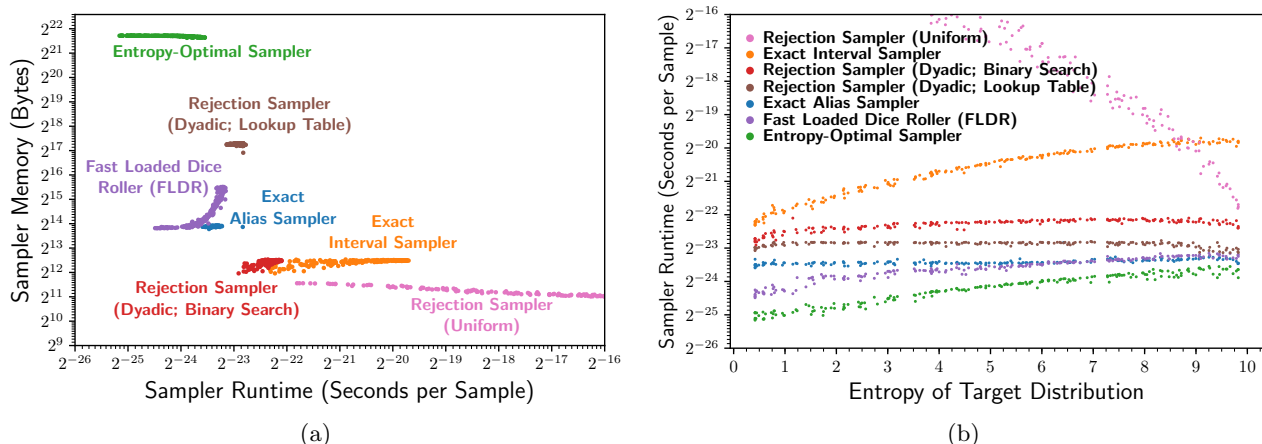 2^22
2^21
2^20
2^19
2^18
2^17
2^16
2^15
2^14
2^13
2^12
2^11
2^10
2^9
Sampler Memory (Bytes)
Entropy-Optimal Sampler
Rejection Sampler
(Dyadic; Lookup Table)
Fast Loaded Dice
Roller (FLDR)
Exact
Alias Sampler
Exact
Interval Sampler
Rejection Sampler
(Dyadic; Binary Search)
Rejection Sampler
(Uniform)
2^−26 2^−25 2^−24 2^−23 2^−22 2^−21 2^−20 2^−19 2^−18 2^−17 2^−16
Sampler Runtime (Seconds per Sample)
(a)
2^−16
2^−17
2^−18
2^−19
2^−20
2^−21
2^−22
2^−23
2^−24
2^−25
2^−26
Sampler Runtime (Seconds per Sample)
Rejection Sampler (Uniform)
Exact Interval Sampler
Rejection Sampler (Dyadic; Binary Search)
Rejection Sampler (Dyadic; Lookup Table)
Exact Alias Sampler
Fast Loaded Dice Roller (FLDR)
Entropy-Optimal Sampler
0 1 2 3 4 5 6 7 8 9 10
Entropy of Target Distribution
(b)